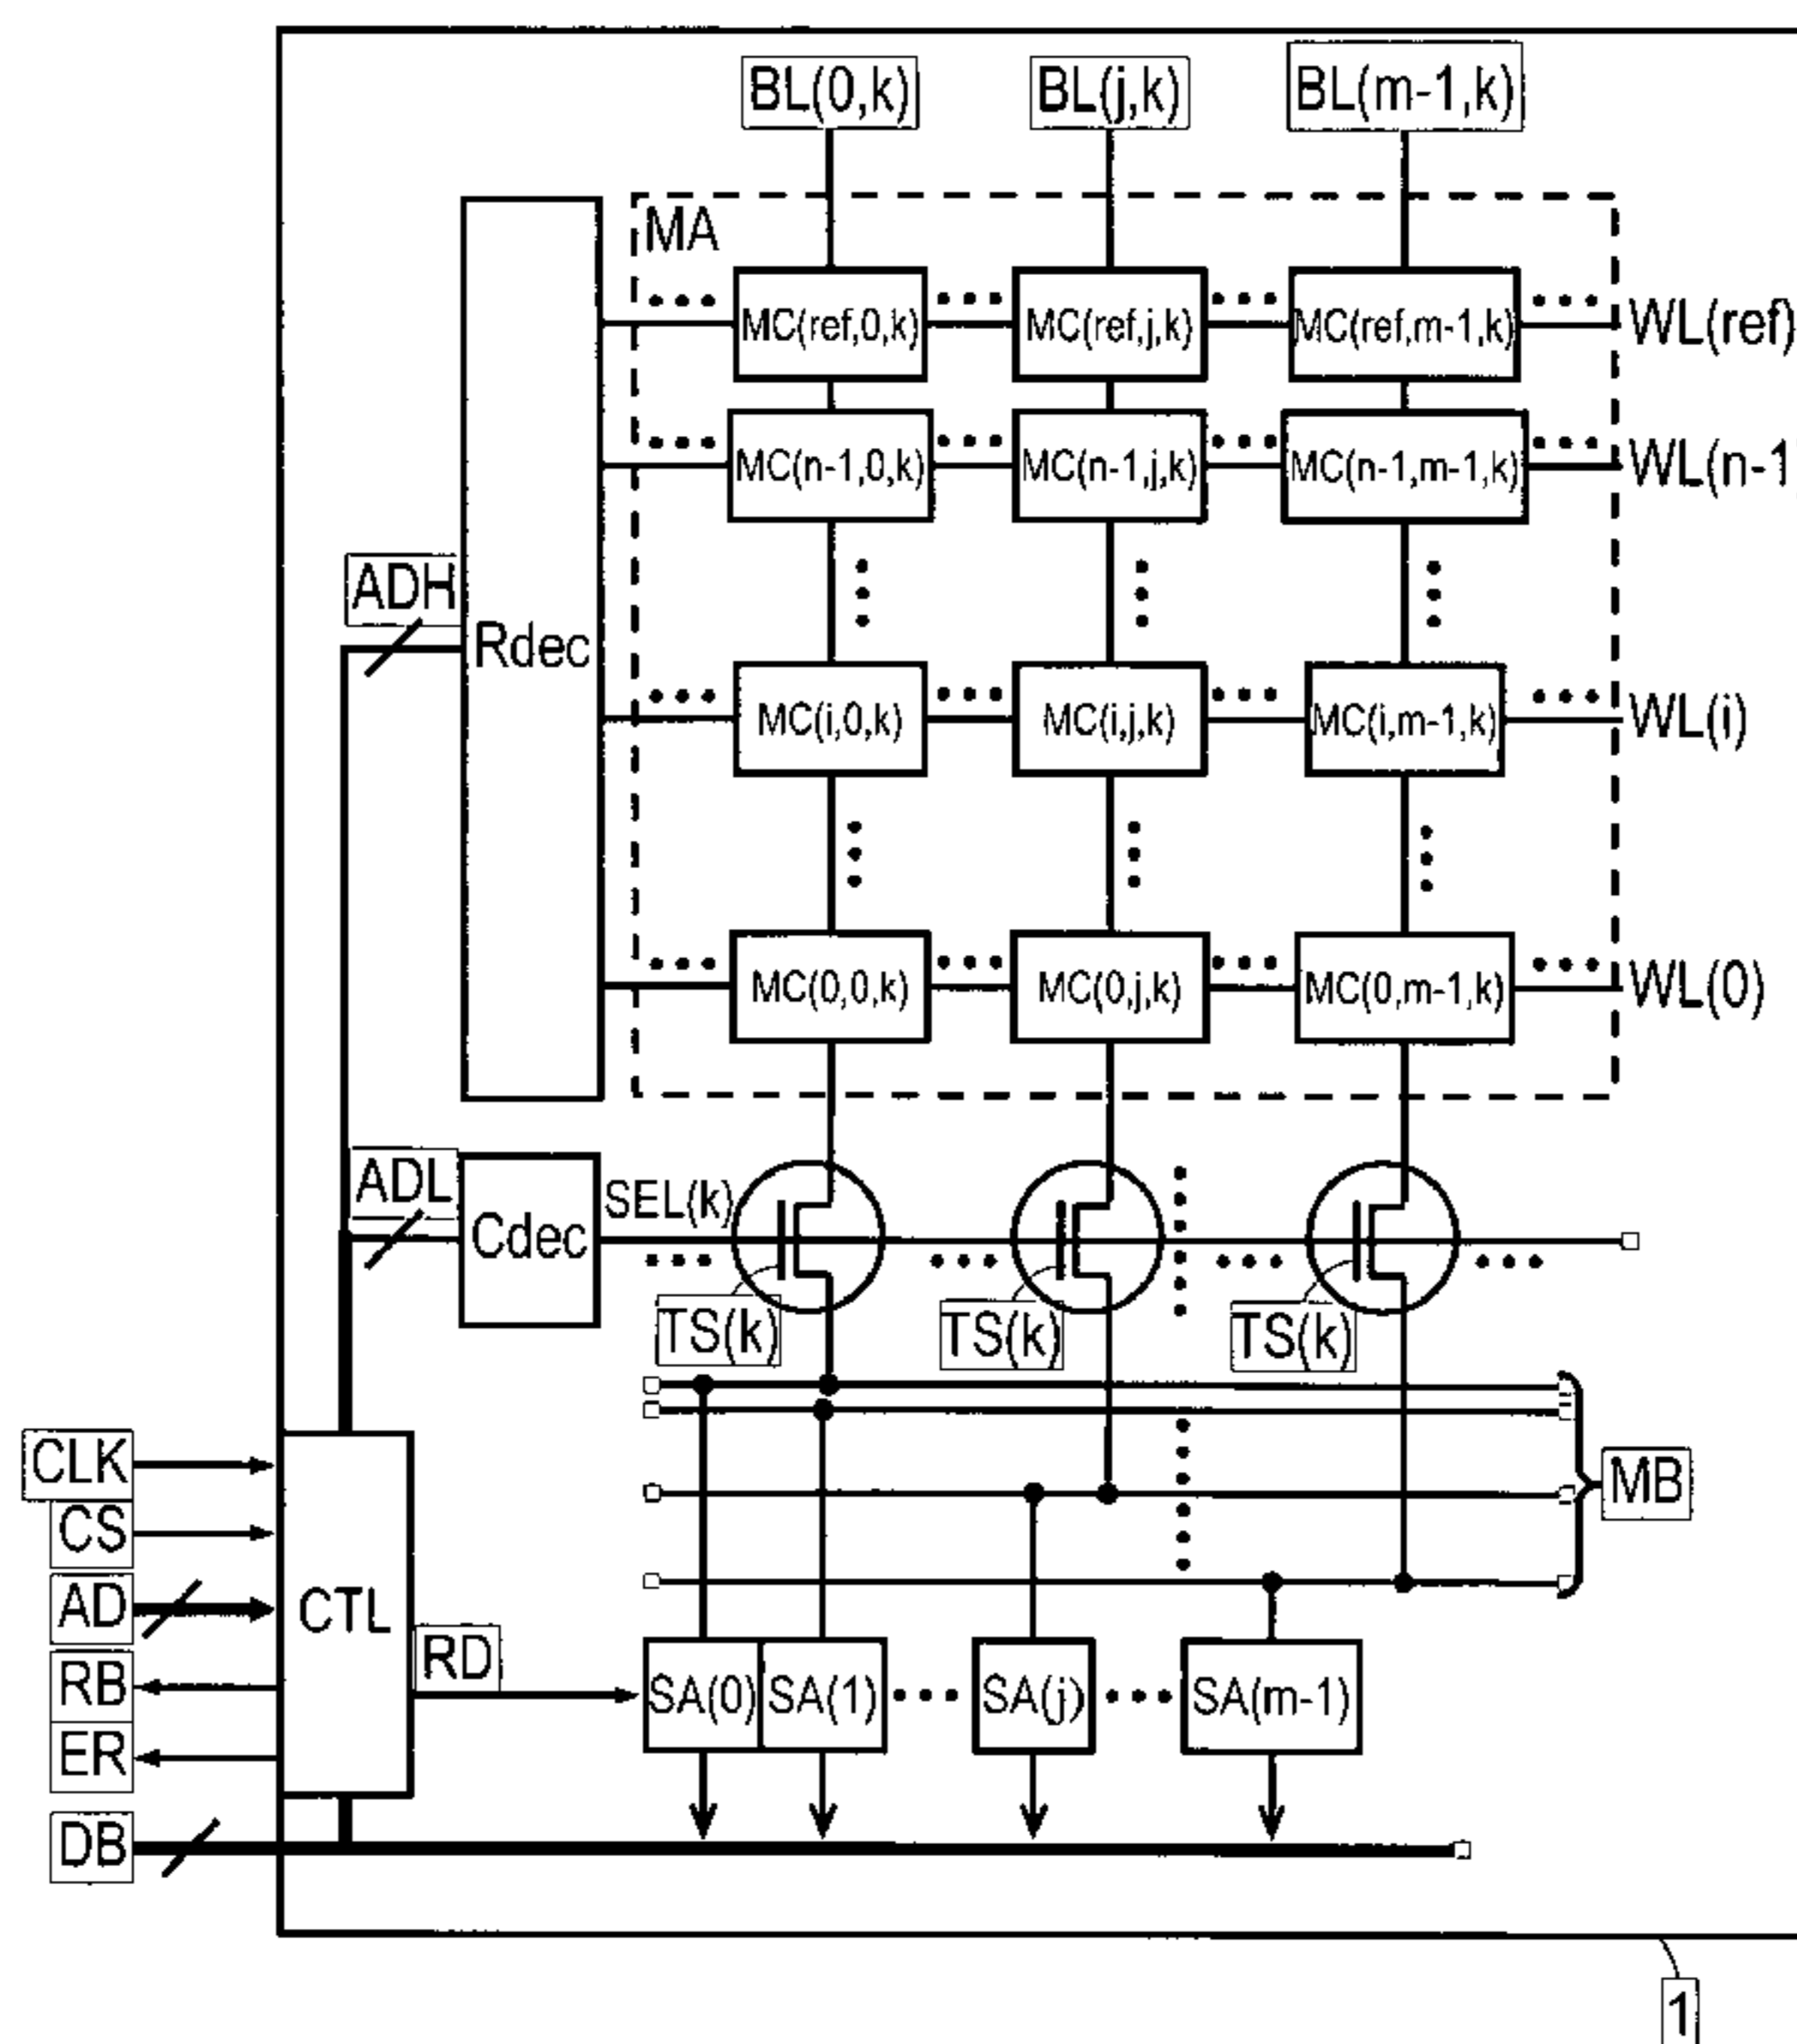 BL(0,k) BL(j,k) BL(m-1,k)
MA
MC(ref,0,k) MC(ref,j,k) MC(ref,m-1,k) WL(ref)
MC(n-1,0,k) MC(n-1,j,k) MC(n-1,m-1,k) WL(n-1
ADH
Rdec
MC(i,0,k) MC(i,j,k) MC(i,m-1,k) WL(i)
MC(0,0,k) MC(0,j,k) MC(0,m-1,k) WL(0)
ADL
Cdec
SEL(k)
TS(k) TS(k) TS(k)
MB
CLK
CS
AD
RB
ER
DB
CTL
RD
SA(0) SA(1) SA(j) SA(m-1)
1